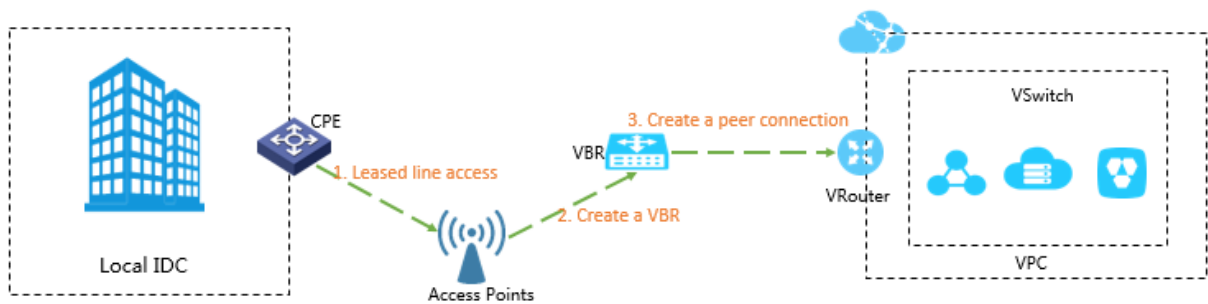 CPE
1. Leased line access
Local IDC
Access Points
2. Create a VBR
VBR
3. Create a peer connection
VRouter
VSwitch
VPC